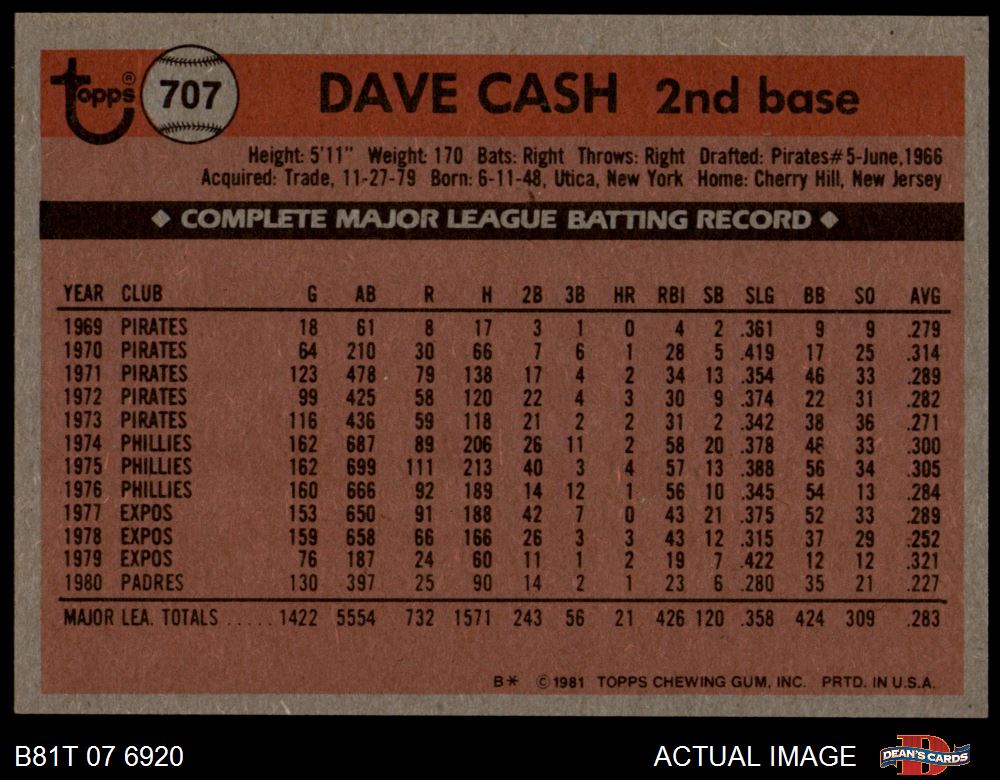 Topps® 707 DAVE CASH 2nd base
Height: 5'11" Weight: 170 Bats: Right Throws: Right Drafted: Pirates#5-June,1966
Acquired: Trade, 11-27-79 Born: 6-11-48, Utica, New York Home: Cherry Hill, New Jersey
◆ COMPLETE MAJOR LEAGUE BATTING RECORD ◆
YEAR CLUB G AB R H 2B 3B HR RBI SB SLG BB SO AVG
1969 PIRATES 18 61 8 17 3 1 0 4 2 .361 9 9 .279
1970 PIRATES 64 210 30 66 7 6 1 28 5 .419 17 25 .314
1971 PIRATES 123 478 79 138 17 4 2 34 13 .354 46 33 .289
1972 PIRATES 99 425 58 120 22 4 3 30 9 .374 22 31 .282
1973 PIRATES 116 436 59 118 21 2 2 31 2 .342 38 36 .271
1974 PHILLIES 162 687 89 206 26 11 2 58 20 .378 46 33 .300
1975 PHILLIES 162 699 111 213 40 3 4 57 13 .388 56 34 .305
1976 PHILLIES 160 666 92 189 14 12 1 56 10 .345 54 13 .284
1977 EXPOS 153 650 91 188 42 7 0 43 21 .375 52 33 .289
1978 EXPOS 159 658 66 166 26 3 3 43 12 .315 37 29 .252
1979 EXPOS 76 187 24 60 11 1 2 19 7 .422 12 12 .321
1980 PADRES 130 397 25 90 14 2 1 23 6 .280 35 21 .227
MAJOR LEA. TOTALS ..... 1422 5554 732 1571 243 56 21 426 120 .358 424 309 .283
B* ©1981 TOPPS CHEWING GUM, INC. PRTD. IN U.S.A.
B81T 07 6920 ACTUAL IMAGE DEAN'S CARDS